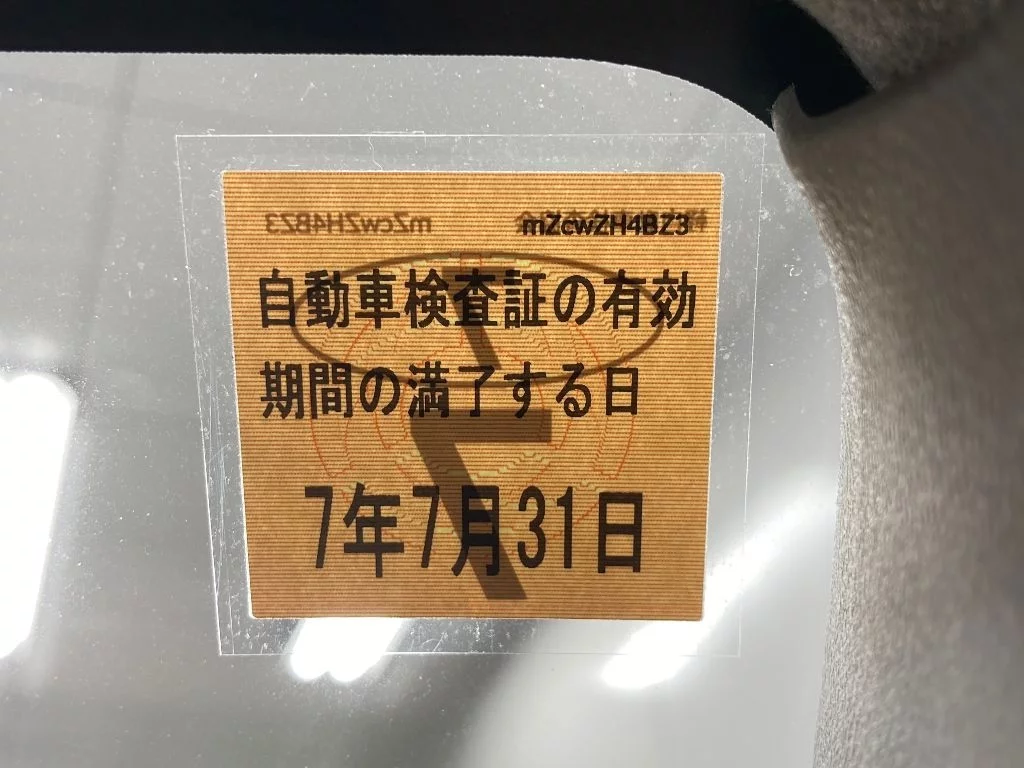 mZcwZH4BZ3
自動車検査証の有効
期間の満了する日
7年7月31日